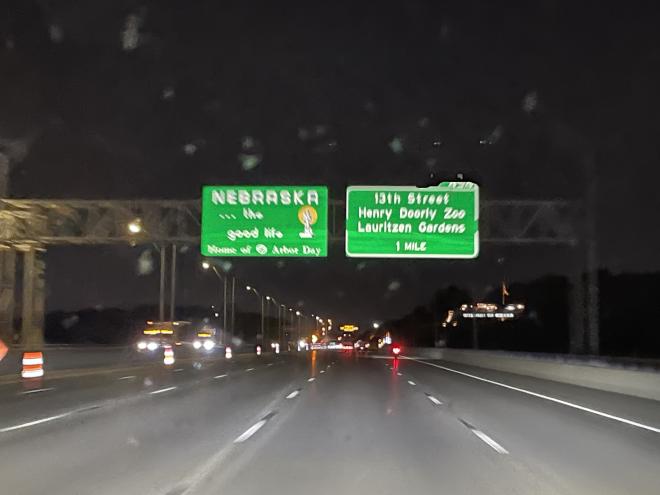 NEBRASKA
... the
good life
Home of Arbor Day
13th Street
Henry Doorly Zoo
Lauritzen Gardens
1 MILE